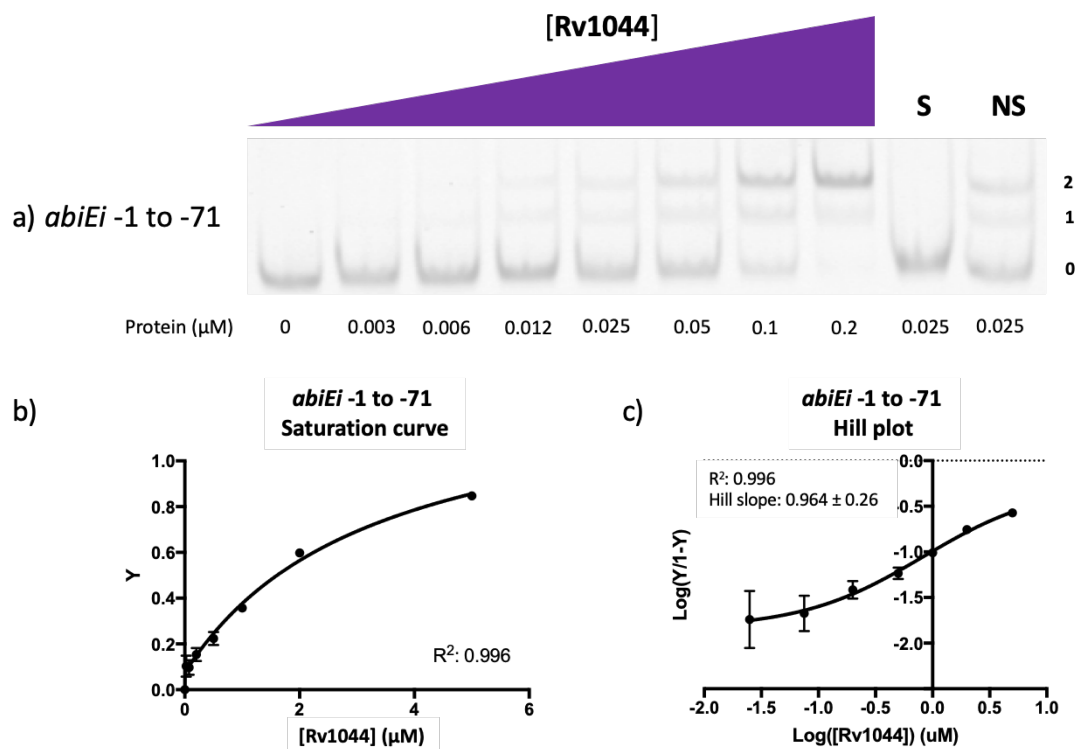 [Rv1044]
S NS
2
a) abiEi -1 to -71
1
0
Protein (μM) 0 0.003 0.006 0.012 0.025 0.05 0.1 0.2 0.025 0.025
b)
abiEi -1 to -71
Saturation curve
1.0
0.8
0.6
Y
0.4
0.2
0.0
R²: 0.996
0 2 4 6
[Rv1044] (μM)
c)
abiEi -1 to -71
Hill plot
R²: 0.996
Hill slope: 0.964 ± 0.26
0.0
-0.5
-1.0
-1.5
-2.0
Log(Y/1-Y)
-2.0 -1.5 -1.0 -0.5 0.0 0.5 1.0
Log([Rv1044]) (uM)